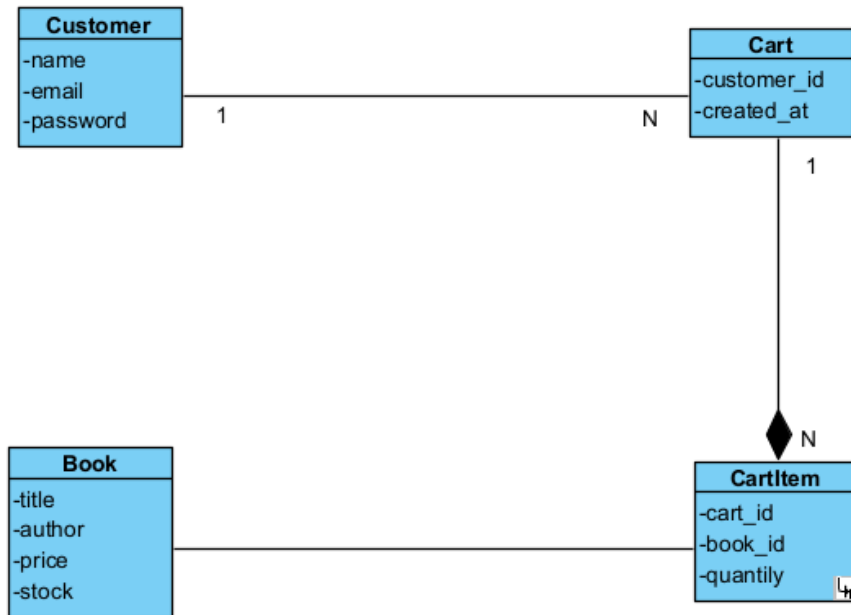 Customer
-name
-email
-password
1
N
Cart
-customer_id
-created_at
1
N
Book
-title
-author
-price
-stock
CartItem
-cart_id
-book_id
-quantily